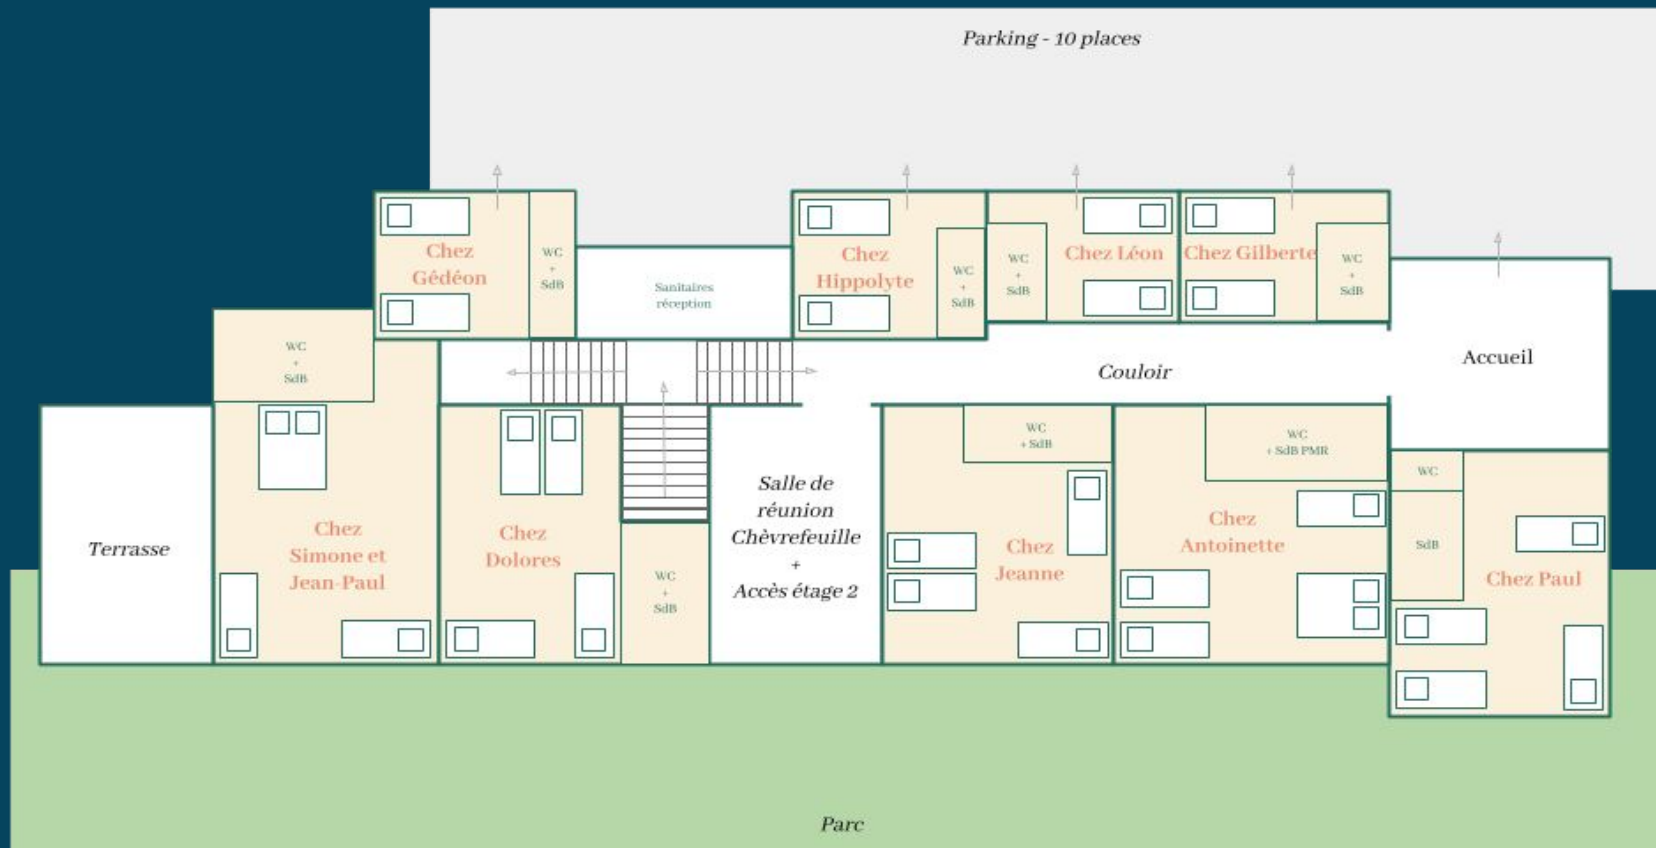 Parking - 10 places
Chez
Gédéon
WC
+
SdB
Sanitaires
réception
Chez
Hippolyte
WC
+
SdB
WC
+
SdB
Chez Léon
Chez Gilberte
WC
+
SdB
WC
+
SdB
Couloir
Accueil
Terrasse
Chez
Simone et
Jean-Paul
Chez
Dolores
WC
+
SdB
Salle de
réunion
Chèvrefeuille
+
Accès étage 2
WC
+ SdB
Chez
Jeanne
WC
+ SdB PMR
Chez
Antoinette
WC
SdB
Chez Paul
Parc